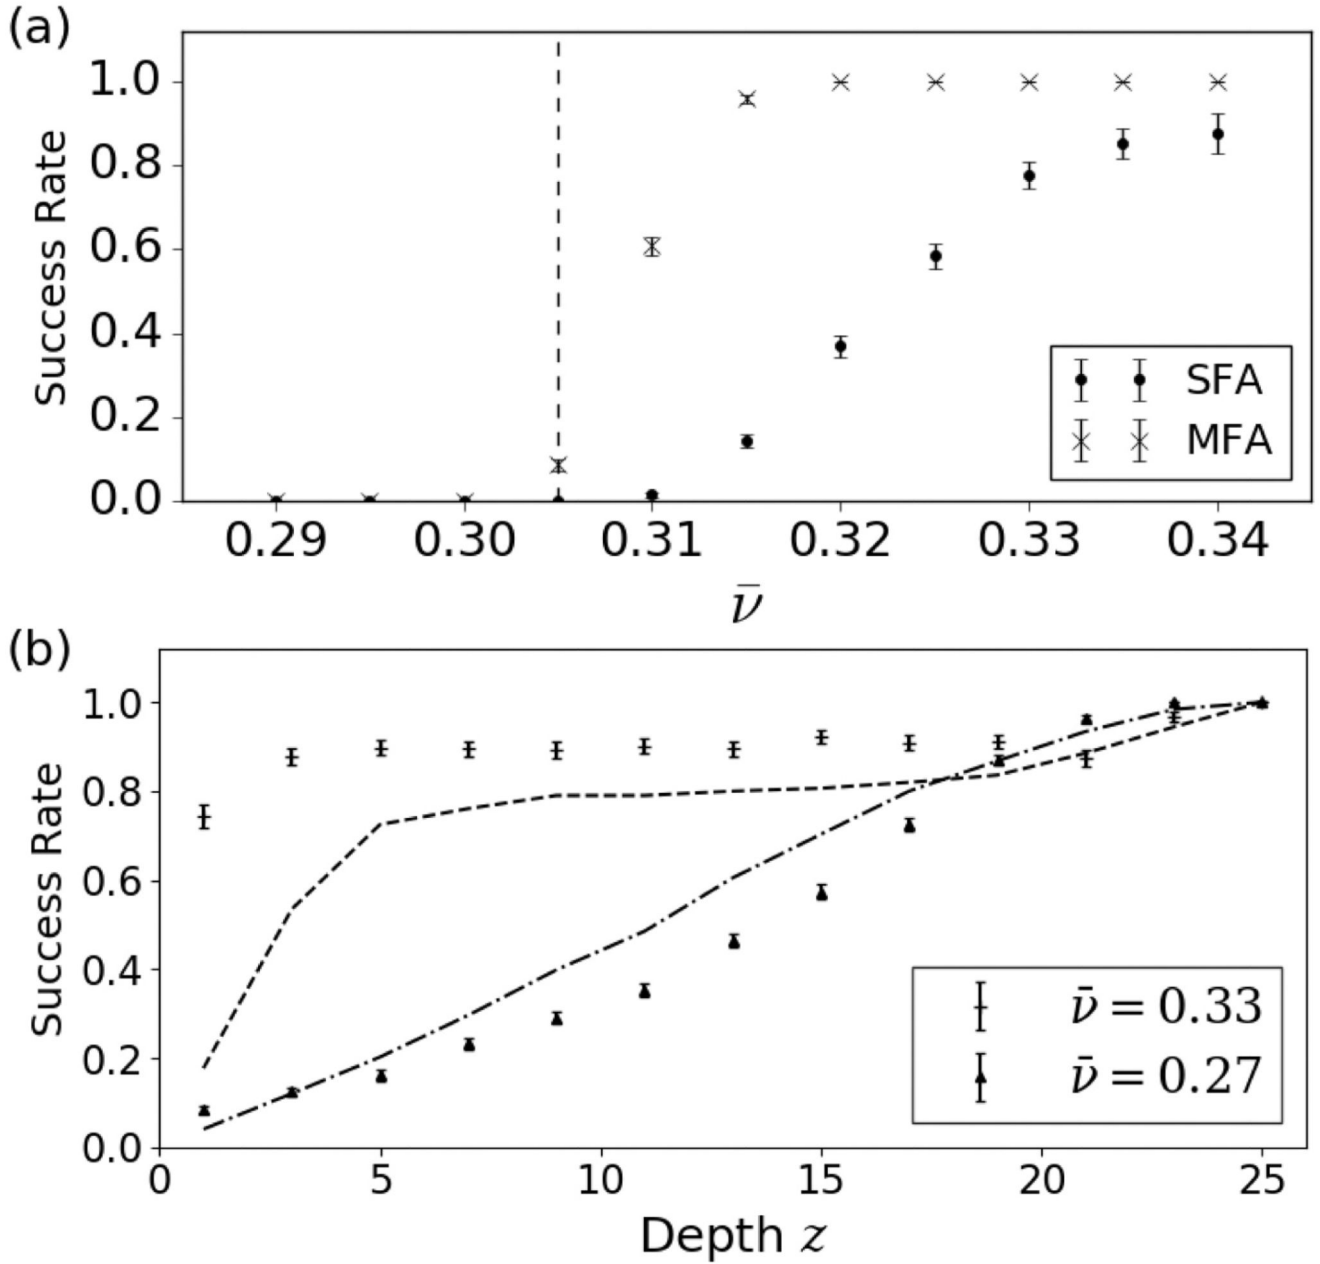 (a)
Success Rate
1.0
0.8
0.6
0.4
0.2
0.0
0.29 0.30 0.31 0.32 0.33 0.34
ν̄
SFA
MFA
(b)
Success Rate
1.0
0.8
0.6
0.4
0.2
0.0
0 5 10 15 20 25
Depth z
ν̄ = 0.33
ν̄ = 0.27